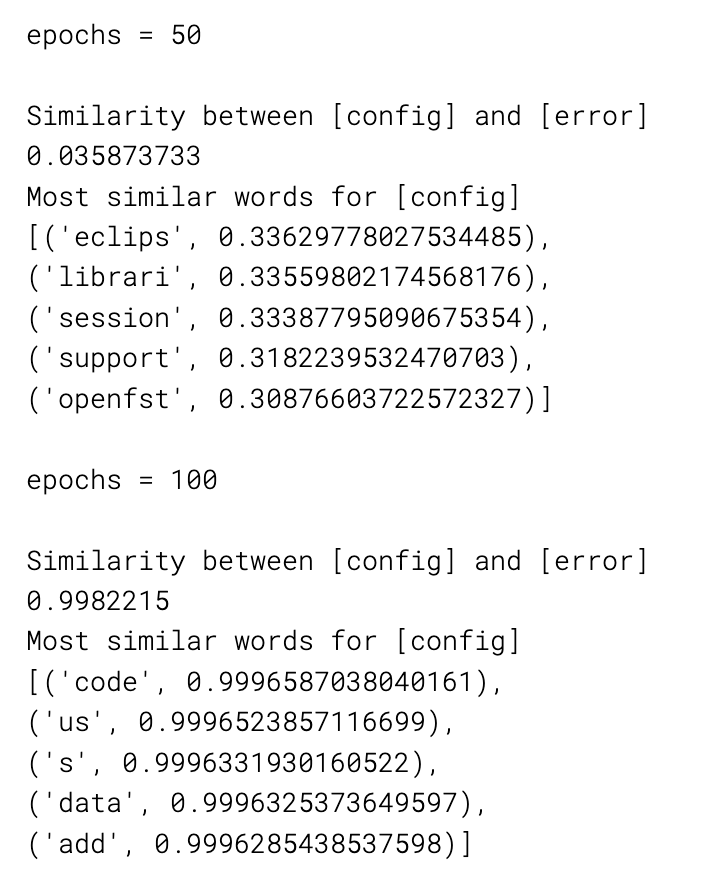 epochs = 50
Similarity between [config] and [error]
0.035873733
Most similar words for [config]
[('eclips', 0.33629778027534485),
('librari', 0.33559802174568176),
('session', 0.33387795090675354),
('support', 0.3182239532470703),
('openfst', 0.30876603722572327)]
epochs = 100
Similarity between [config] and [error]
0.9982215
Most similar words for [config]
[('code', 0.9996587038040161),
('us', 0.9996523857116699),
('s', 0.9996331930160522),
('data', 0.9996325373649597),
('add', 0.9996285438537598)]